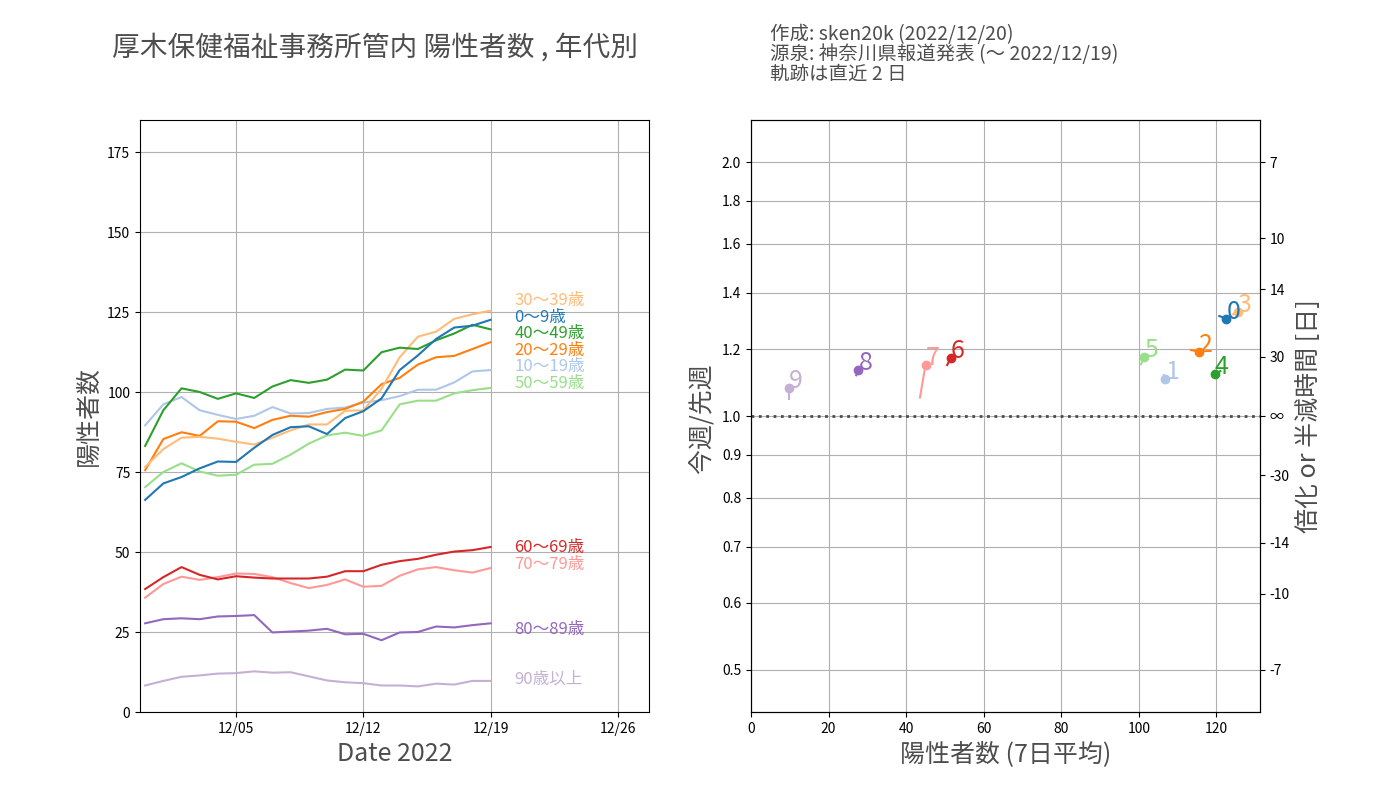 厚木保健福祉事務所管内 陽性者数 , 年代別
作成: sken20k (2022/12/20)
源泉: 神奈川県報道発表 (～ 2022/12/19)
軌跡は直近 2 日
陽性者数
175
150
125
100
75
50
25
0
30～39歳
0～9歳
40～49歳
20～29歳
10～19歳
50～59歳
60～69歳
70～79歳
80～89歳
90歳以上
12/05
12/12
12/19
12/26
Date 2022
今週/先週
2.0
1.8
1.6
1.4
1.2
1.0
0.9
0.8
0.7
0.6
0.5
9
8
7
6
5
1
2
4
0
3
7
10
14
30
∞
-30
-14
-10
-7
倍化 or 半減時間 [日]
0
20
40
60
80
100
120
陽性者数 (7日平均)